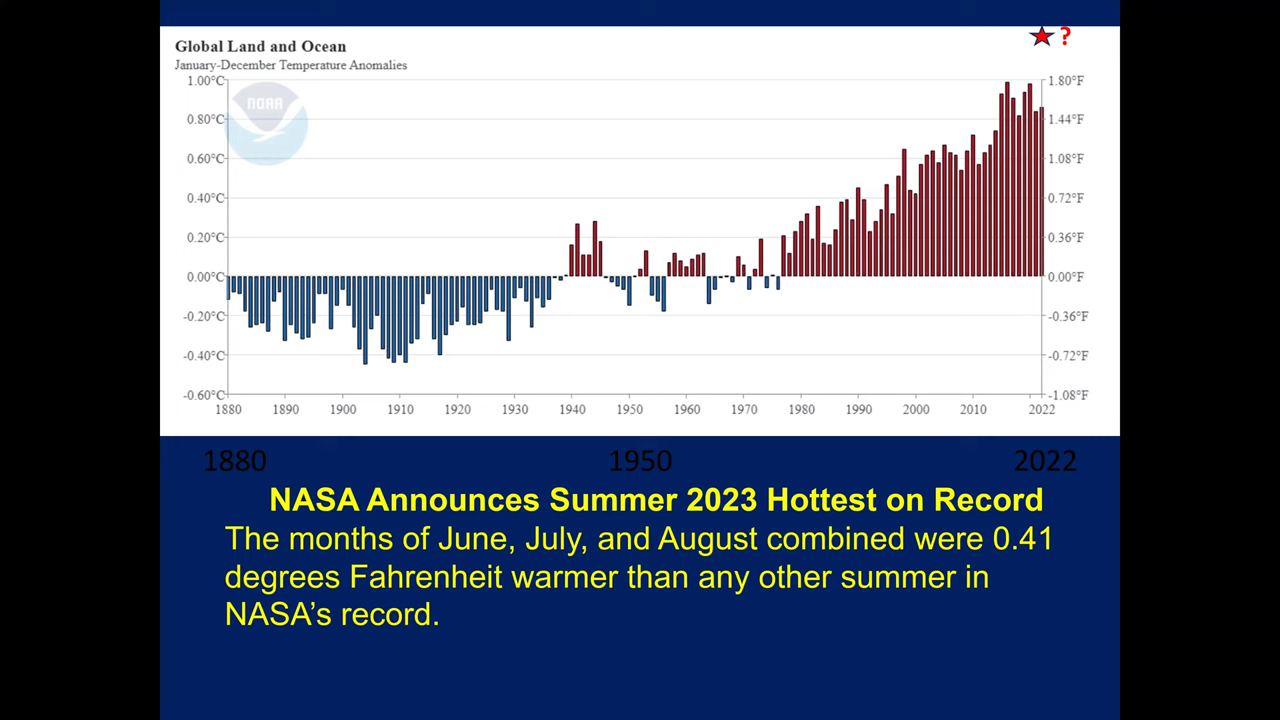 Global Land and Ocean
January-December Temperature Anomalies
★ ?
1.00°C 1.80°F
NOAA
0.80°C 1.44°F
0.60°C 1.08°F
0.40°C 0.72°F
0.20°C 0.36°F
0.00°C 0.00°F
-0.20°C -0.36°F
-0.40°C -0.72°F
-0.60°C -1.08°F
1880 1890 1900 1910 1920 1930 1940 1950 1960 1970 1980 1990 2000 2010 2022
1880 1950 2022
NASA Announces Summer 2023 Hottest on Record
The months of June, July, and August combined were 0.41
degrees Fahrenheit warmer than any other summer in
NASA’s record.